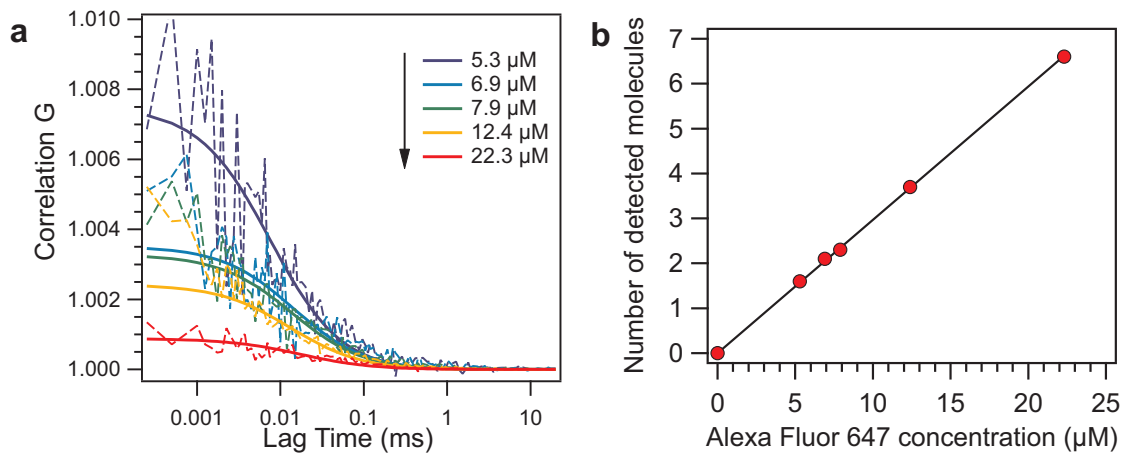 a
1.010
1.008
1.006
1.004
1.002
1.000
Correlation G
5.3 µM
6.9 µM
7.9 µM
12.4 µM
22.3 µM
0.001
0.01
0.1
1
10
Lag Time (ms)
b
7
6
5
4
3
2
1
0
Number of detected molecules
0
5
10
15
20
25
Alexa Fluor 647 concentration (µM)